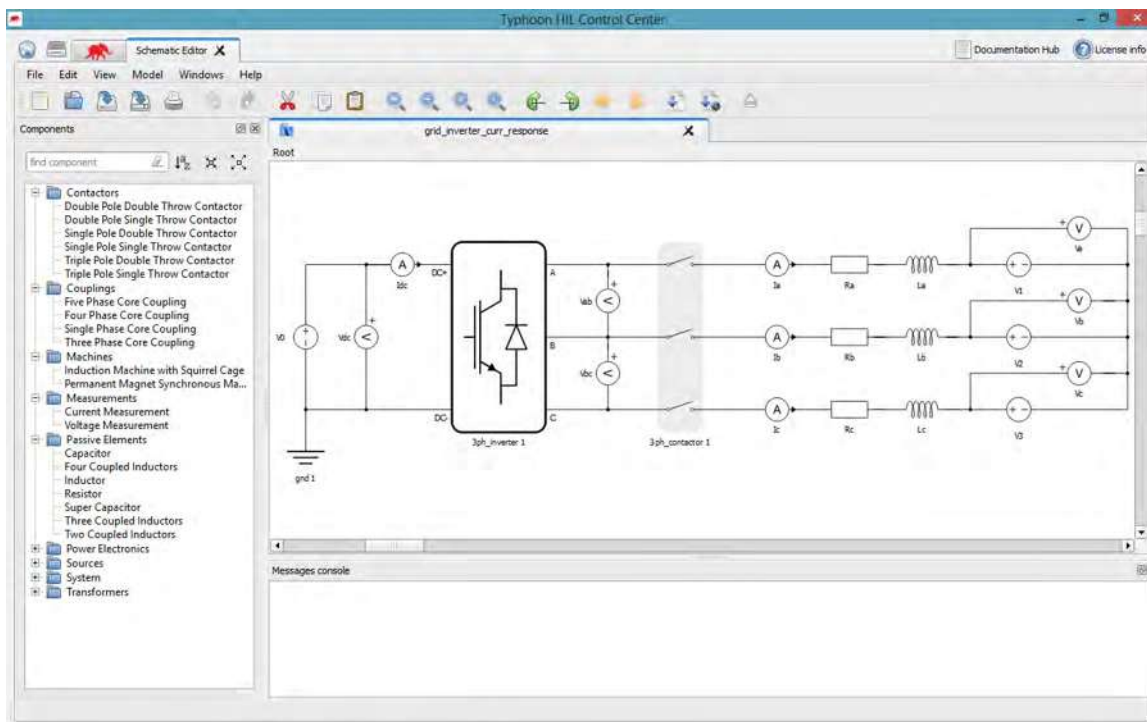 Typhoon HIL Control Center
Schematic Editor X
Documentation Hub
License info
File Edit View Model Windows Help
Components
find component
Contactors
Double Pole Double Throw Contactor
Double Pole Single Throw Contactor
Single Pole Double Throw Contactor
Single Pole Single Throw Contactor
Triple Pole Double Throw Contactor
Triple Pole Single Throw Contactor
Couplings
Five Phase Core Coupling
Four Phase Core Coupling
Single Phase Core Coupling
Three Phase Core Coupling
Machines
Induction Machine with Squirrel Cage
Permanent Magnet Synchronous Ma...
Measurements
Current Measurement
Voltage Measurement
Passive Elements
Capacitor
Four Coupled Inductors
Inductor
Resistor
Super Capacitor
Three Coupled Inductors
Two Coupled Inductors
Power Electronics
Sources
System
Transformers
grid_inverter_curr_response X
Root
V
Va
A
Idc
DC+
A
A
Ia
Ra
La
V1
V
Vab
V
Vb
V0
Vdc
V
B
A
Ib
Rb
Lb
V2
V
Vbc
V
Vc
DC-
C
A
Ic
Rc
Lc
V3
3ph_inverter 1
3ph_contactor 1
gnd 1
Messages console